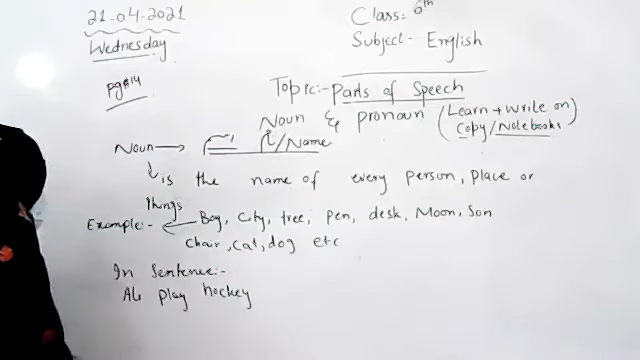 21-04-2021
Wednesday
pg#14
Class: 6th
Subject- English
Topic:- Parts of Speech
Noun & pronoun (Learn + Write on Copy/Notebooks)
Noun → /Name
is the name of every person, place or
things
Example:- Boy, City, tree, pen, desk, Moon, Son
Chair, Cat, dog etc
In Sentence:-
Ali play hockey